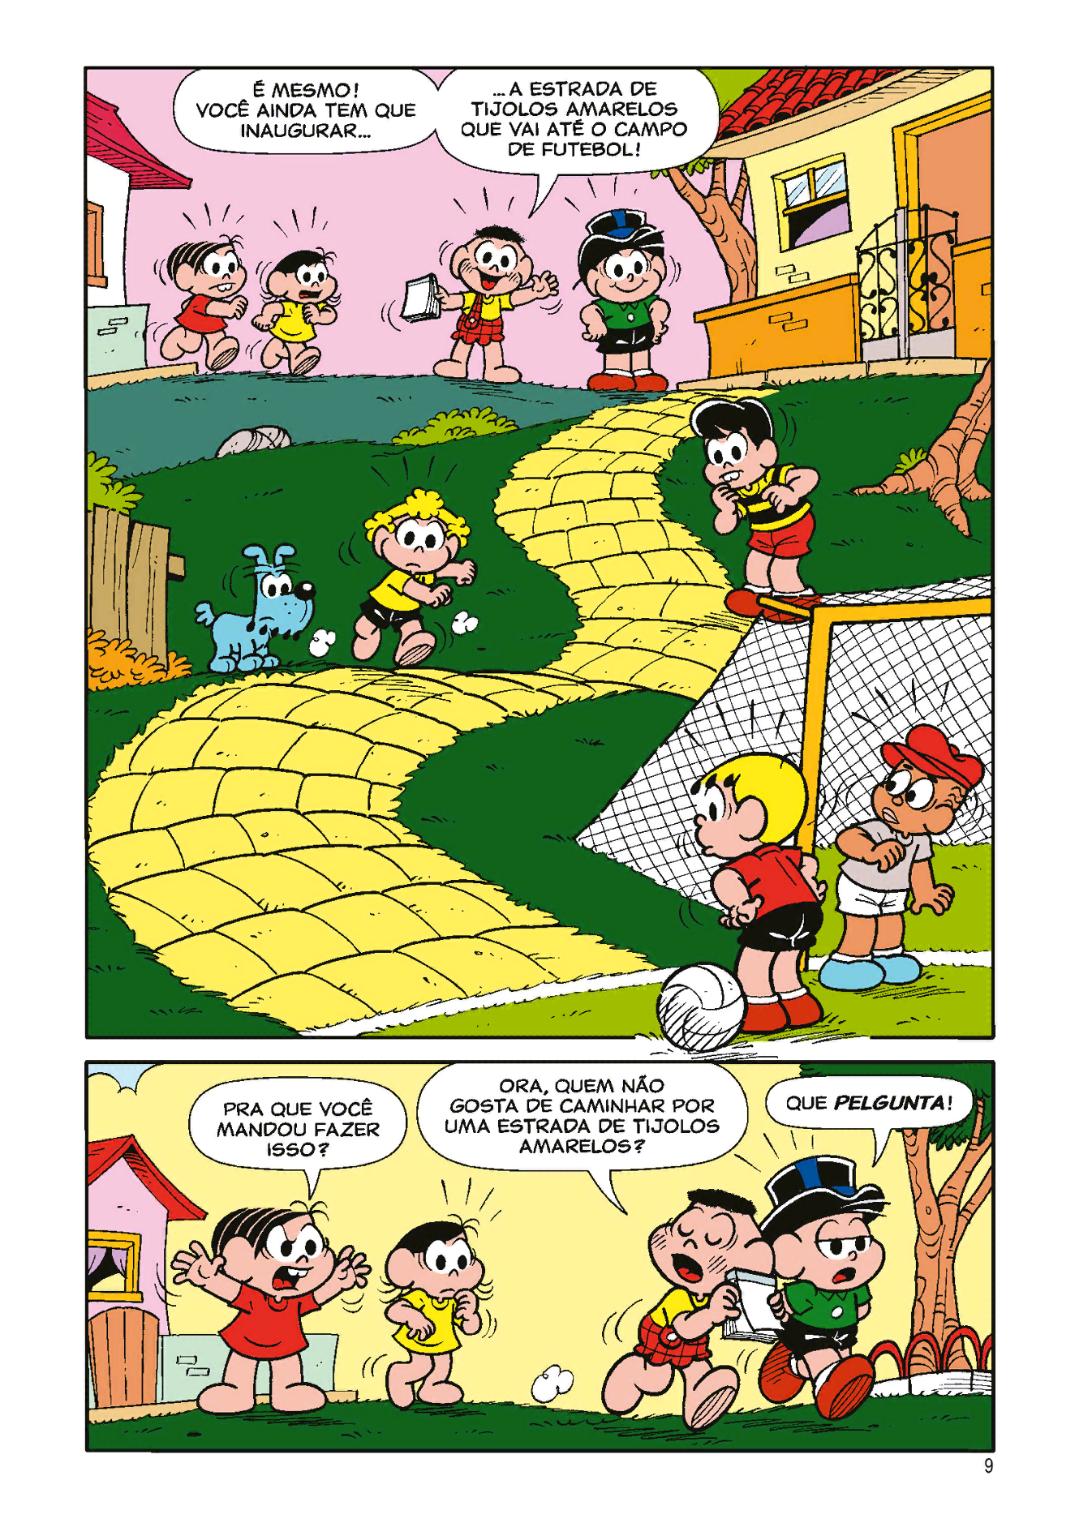 É MESMO!
VOCÊ AINDA TEM QUE
INAUGURAR...
...A ESTRADA DE
TIJOLOS AMARELOS
QUE VAI ATÉ O CAMPO
DE FUTEBOL!
PRA QUE VOCÊ
MANDOU FAZER
ISSO?
ORA, QUEM NÃO
GOSTA DE CAMINHAR POR
UMA ESTRADA DE TIJOLOS
AMARELOS?
QUE PELGUNTA!
9